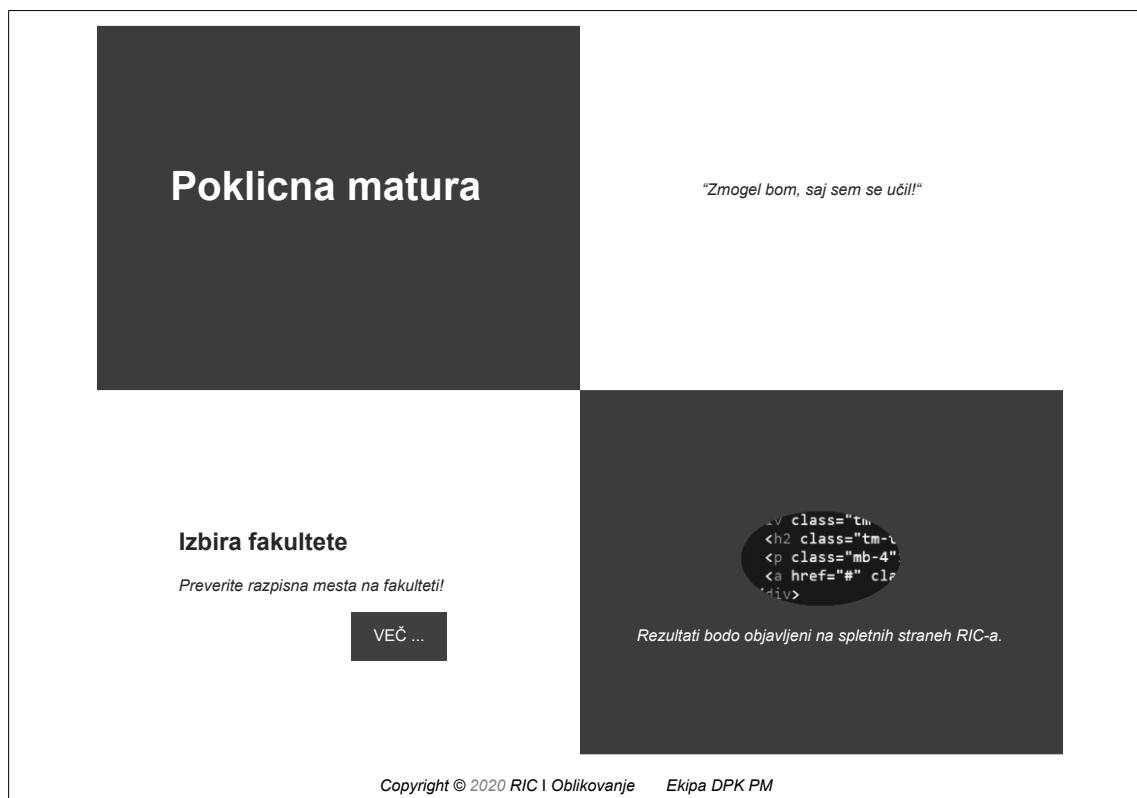 Poklicna matura
“Zmogel bom, saj sem se učil!“
Izbira fakultete
Preverite razpisna mesta na fakulteti!
VEČ ...
class="tm
<h2 class="tm-
<p class="mb-4"
<a href="#" cla
div>
Rezultati bodo objavljeni na spletnih straneh RIC-a.
Copyright © 2020 RIC I Oblikovanje Ekipa DPK PM